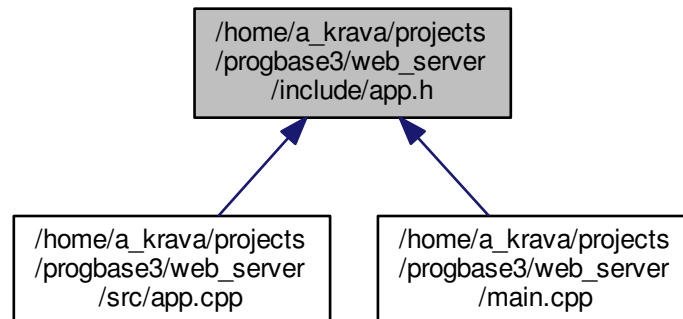 /home/a_krava/projects
/progbase3/web_server
/include/app.h
/home/a_krava/projects
/progbase3/web_server
/src/app.cpp
/home/a_krava/projects
/progbase3/web_server
/main.cpp